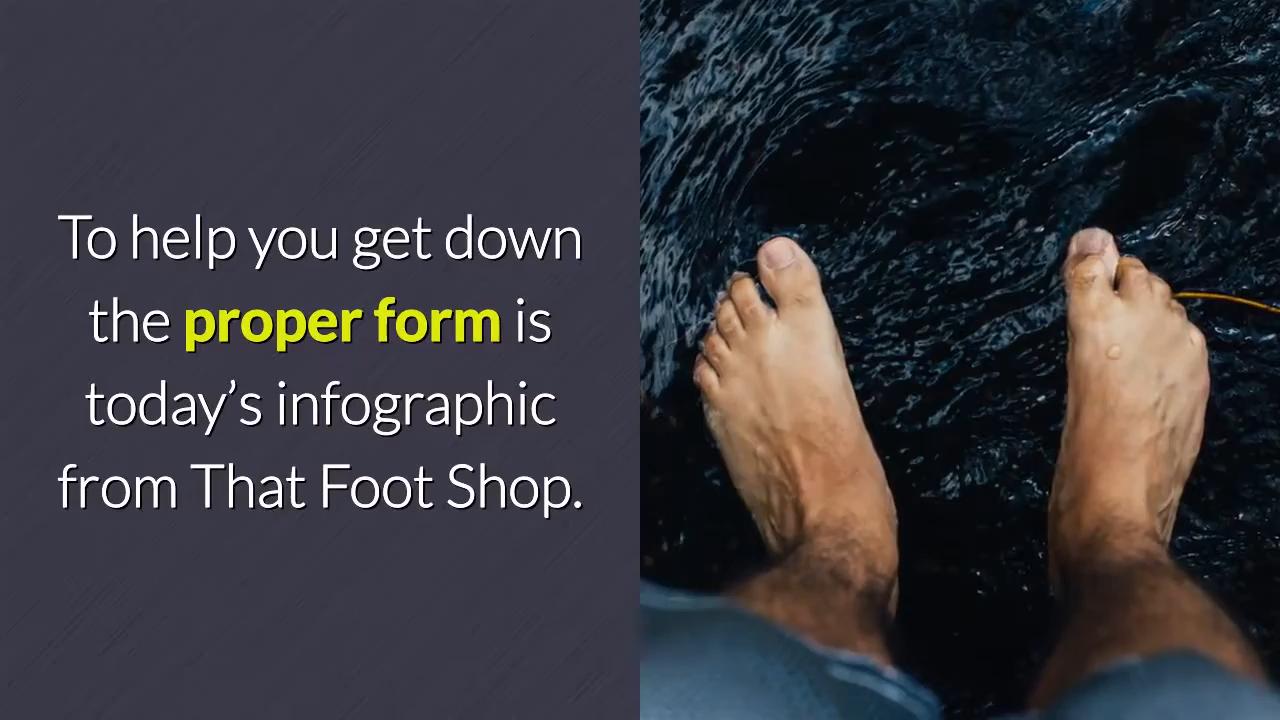 To help you get down
the proper form is
today’s infographic
from That Foot Shop.